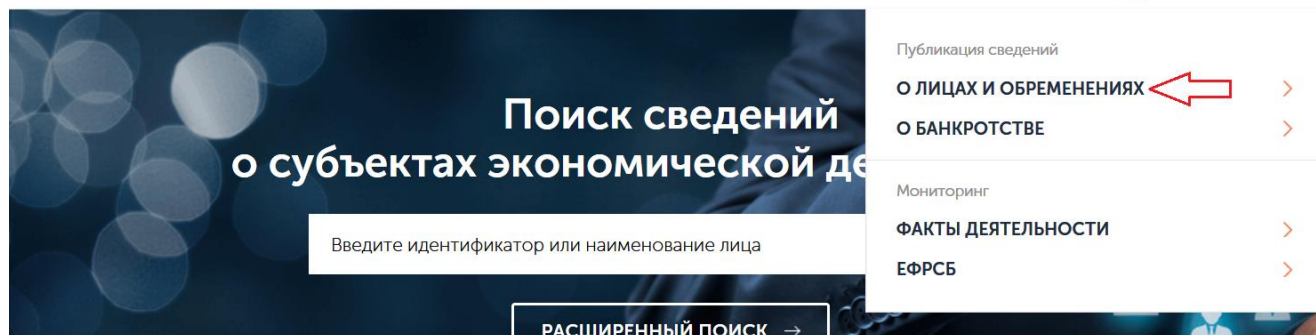 Поиск сведений
о субъектах экономической де
Введите идентификатор или наименование лица
РАСШИРЕННЫЙ ПОИСК →
Публикация сведений
О ЛИЦАХ И ОБРЕМЕНЕНИЯХ
О БАНКРОТСТВЕ
Мониторинг
ФАКТЫ ДЕЯТЕЛЬНОСТИ
ЕФРСБ